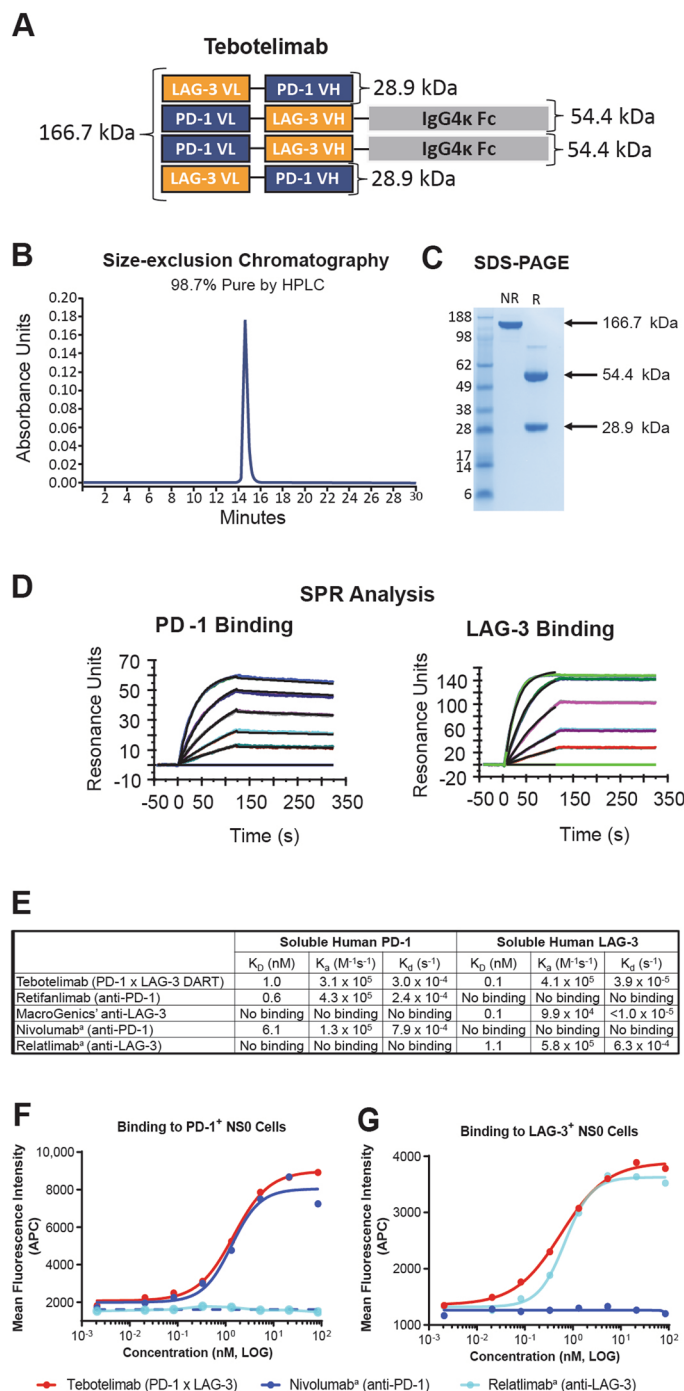 A
Tebotelimab
LAG-3 VL PD-1 VH 28.9 kDa
PD-1 VL LAG-3 VH IgG4κ Fc 54.4 kDa
166.7 kDa
PD-1 VL LAG-3 VH IgG4κ Fc 54.4 kDa
LAG-3 VL PD-1 VH 28.9 kDa
B
Size-exclusion Chromatography
98.7% Pure by HPLC
Absorbance Units
0.20
0.18
0.16
0.14
0.12
0.10
0.08
0.06
0.04
0.02
0.00
2 4 6 8 10 12 14 16 18 20 22 24 26 28 30
Minutes
C
SDS-PAGE
NR R
188
98
62
49
38
28
17
14
6
166.7 kDa
54.4 kDa
28.9 kDa
D
SPR Analysis
PD-1 Binding
Resonance Units
70
50
30
10
-10
-50 0 50 150 250 350
Time (s)
LAG-3 Binding
Resonance Units
140
100
60
20
-20
-50 0 50 150 250 350
Time (s)
E
Soluble Human PD-1 Soluble Human LAG-3
K_D (nM) K_a (M⁻¹s⁻¹) K_d (s⁻¹) K_D (nM) K_a (M⁻¹s⁻¹) K_d (s⁻¹)
Tebotelimab (PD-1 x LAG-3 DART) 1.0 3.1 x 10⁵ 3.0 x 10⁻⁴ 0.1 4.1 x 10⁵ 3.9 x 10⁻⁵
Retifanlimab (anti-PD-1) 0.6 4.3 x 10⁵ 2.4 x 10⁻⁴ No binding No binding No binding
MacroGenics' anti-LAG-3 No binding No binding No binding 0.1 9.9 x 10⁴ <1.0 x 10⁻⁵
Nivolumabᵃ (anti-PD-1) 6.1 1.3 x 10⁵ 7.9 x 10⁻⁴ No binding No binding No binding
Relatlimabᵃ (anti-LAG-3) No binding No binding No binding 1.1 5.8 x 10⁵ 6.3 x 10⁻⁴
F
Binding to PD-1⁺ NS0 Cells
Mean Fluorescence Intensity
(APC)
10,000
8000
6000
4000
2000
10⁻³ 10⁻² 10⁻¹ 10⁰ 10¹ 10²
Concentration (nM, LOG)
G
Binding to LAG-3⁺ NS0 Cells
Mean Fluorescence Intensity
(APC)
4000
3000
2000
1000
10⁻³ 10⁻² 10⁻¹ 10⁰ 10¹ 10²
Concentration (nM, LOG)
Tebotelimab (PD-1 x LAG-3) Nivolumabᵃ (anti-PD-1) Relatlimabᵃ (anti-LAG-3)